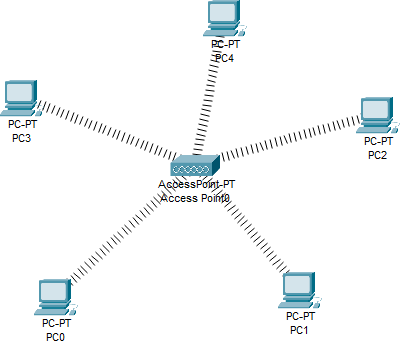 PC-PT
PC4
PC-PT
PC3
PC-PT
PC2
AccessPoint-PT
Access Point0
PC-PT
PC0
PC-PT
PC1